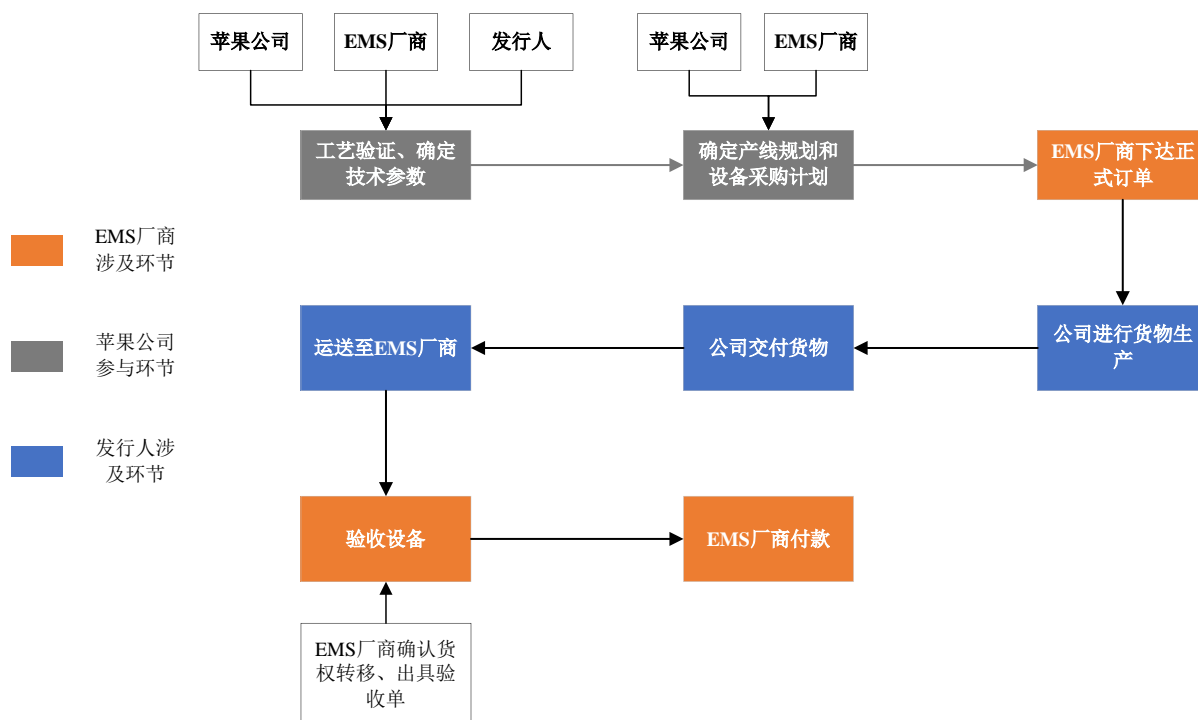 苹果公司
EMS厂商
发行人
苹果公司
EMS厂商
工艺验证、确定
技术参数
确定产线规划和
设备采购计划
EMS厂商下达正
式订单
EMS厂商
涉及环节
苹果公司
参与环节
发行人涉
及环节
运送至EMS厂商
公司交付货物
公司进行货物生
产
验收设备
EMS厂商付款
EMS厂商确认货
权转移、出具验
收单